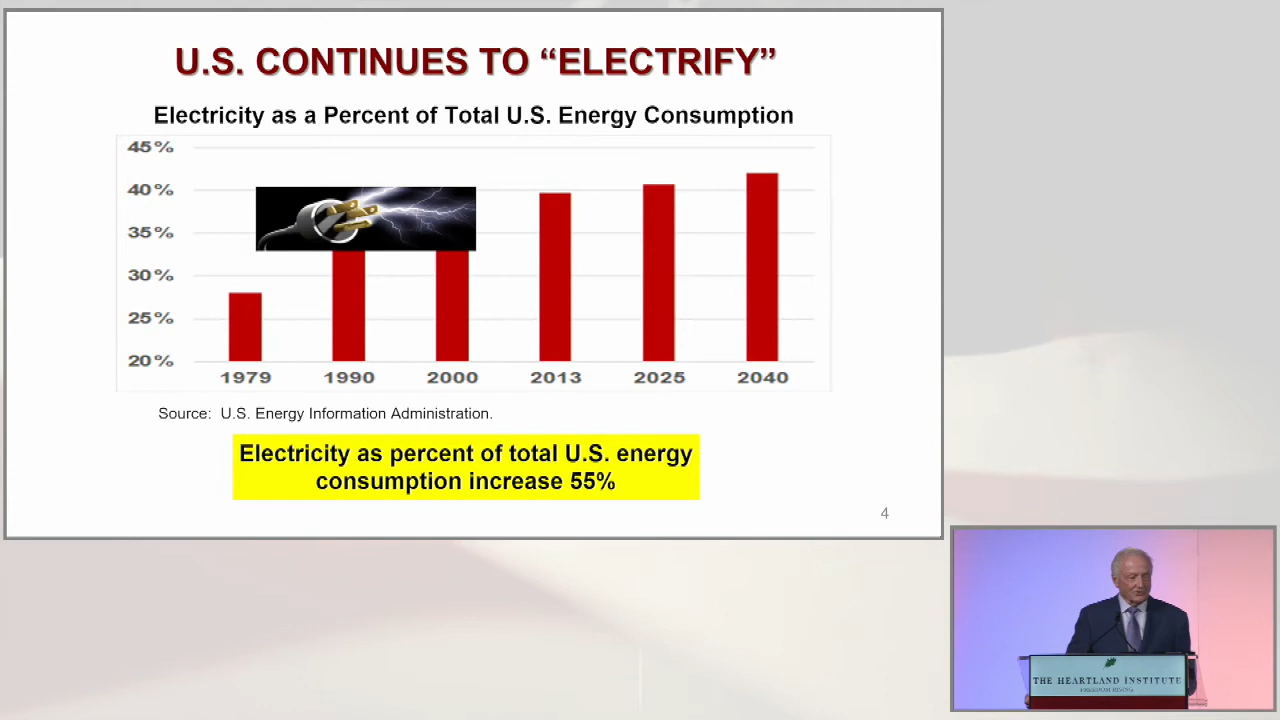 U.S. CONTINUES TO “ELECTRIFY”
Electricity as a Percent of Total U.S. Energy Consumption
45%
40%
35%
30%
25%
20%
1979 1990 2000 2013 2025 2040
Source: U.S. Energy Information Administration.
Electricity as percent of total U.S. energy
consumption increase 55%
4
THE HEARTLAND INSTITUTE
FREEDOM RISING